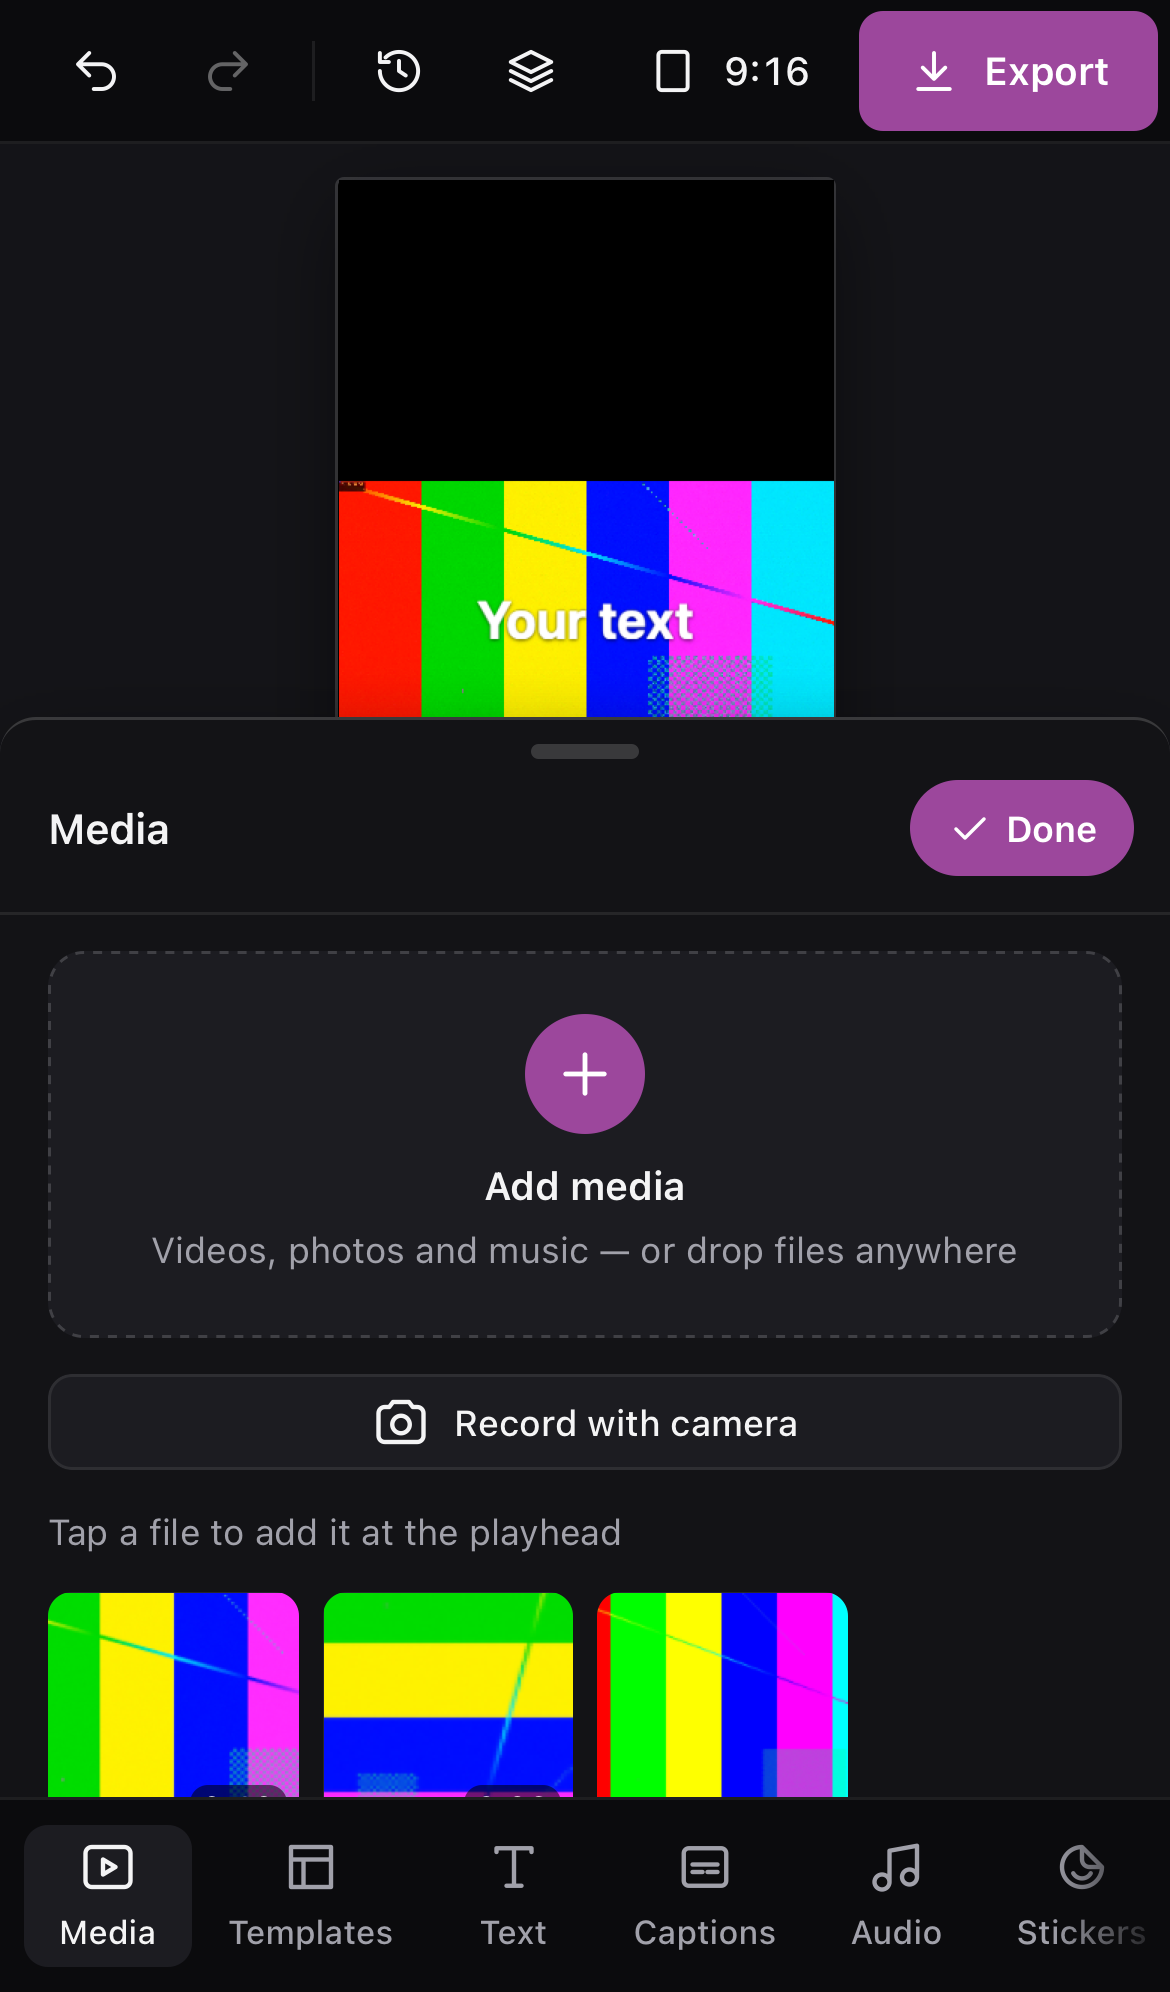 9:16
Export
Your text
Media
Done
Add media
Videos, photos and music — or drop files anywhere
Record with camera
Tap a file to add it at the playhead
Media
Templates
Text
Captions
Audio
Stickers